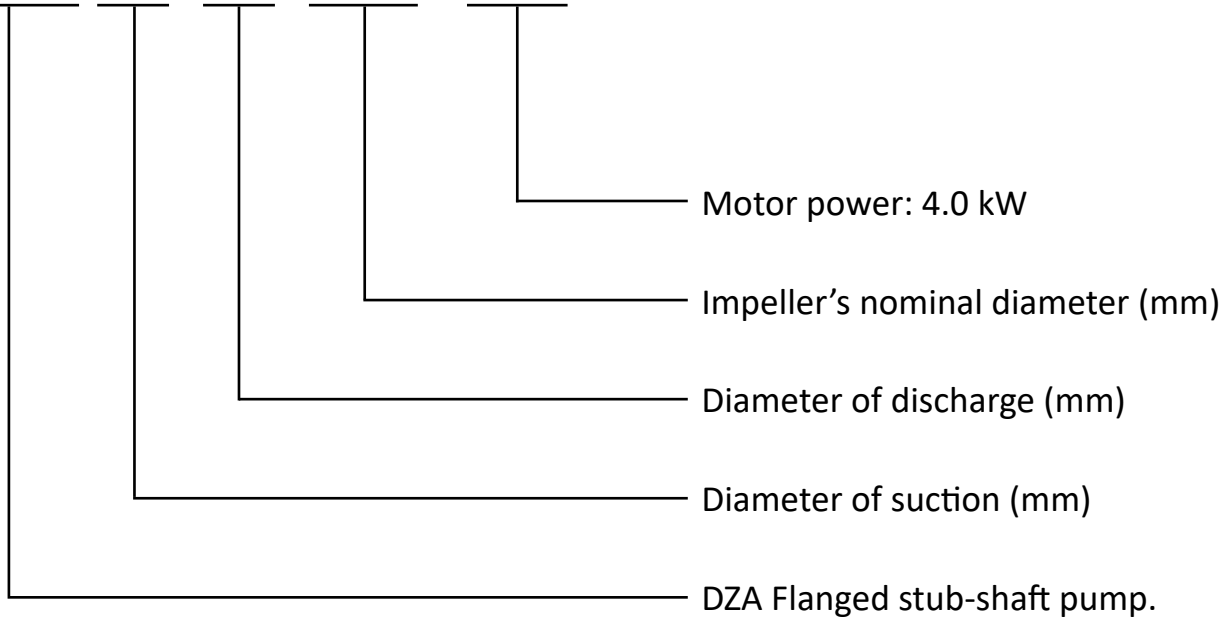 Motor power: 4.0 kW
Impeller’s nominal diameter (mm)
Diameter of discharge (mm)
Diameter of suction (mm)
DZA Flanged stub-shaft pump.